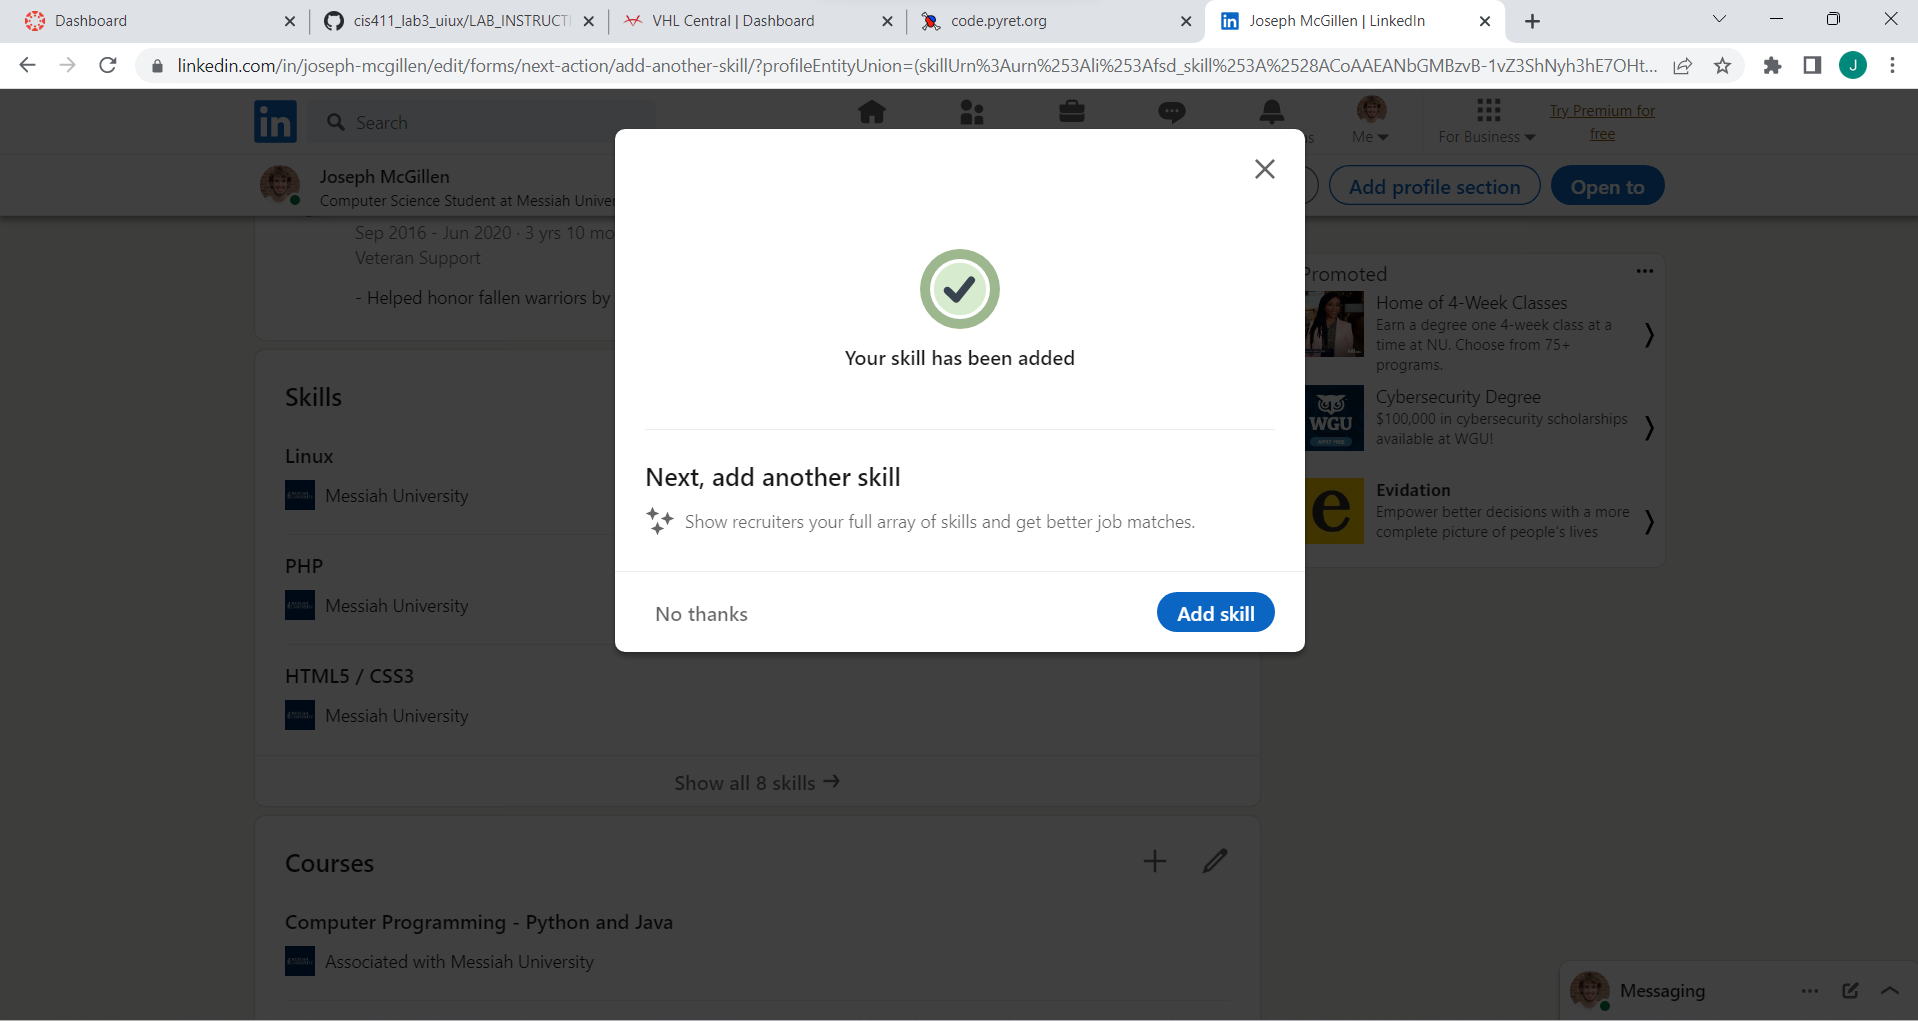 Dashboard
cis411_lab3_uiux/LAB_INSTRUCTI
VHL Central | Dashboard
code.pyret.org
Joseph McGillen | LinkedIn
linkedin.com/in/joseph-mcgillen/edit/forms/next-action/add-another-skill/?profileEntityUnion=(skillUrn%3Aurn%253Ali%253Afsd_skill%253A%2528ACoAAEANbGMBzvB-1vZ3ShNyh3hE7OHt...
J
in
Search
Me
For Business
Try Premium for
free
Joseph McGillen
Computer Science Student at Messiah Univer
Add profile section
Open to
Sep 2016 - Jun 2020 · 3 yrs 10 mo
Veteran Support
- Helped honor fallen warriors by
Your skill has been added
Next, add another skill
Show recruiters your full array of skills and get better job matches.
No thanks
Add skill
Skills
Linux
Messiah University
PHP
Messiah University
HTML5 / CSS3
Messiah University
Show all 8 skills →
Courses
Computer Programming - Python and Java
Associated with Messiah University
Promoted
Home of 4-Week Classes
Earn a degree one 4-week class at a
time at NU. Choose from 75+
programs.
Cybersecurity Degree
$100,000 in cybersecurity scholarships
available at WGU!
WGU
Evidation
Empower better decisions with a more
complete picture of people's lives
e
Messaging